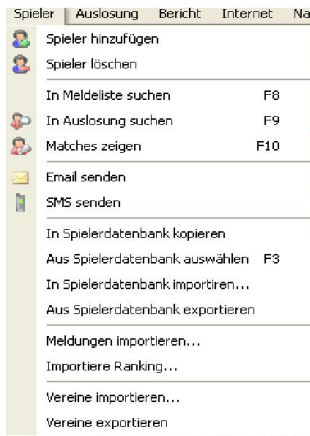 Spieler Auslosung Bericht Internet Na
Spieler hinzufügen
Spieler löschen
In Meldeliste suchen F8
In Auslosung suchen F9
Matches zeigen F10
Email senden
SMS senden
In Spielerdatenbank kopieren
Aus Spielerdatenbank auswählen F3
In Spielerdatenbank importiren...
Aus Spielerdatenbank exportieren
Meldungen importieren...
Importiere Ranking...
Vereine importieren...
Vereine exportieren